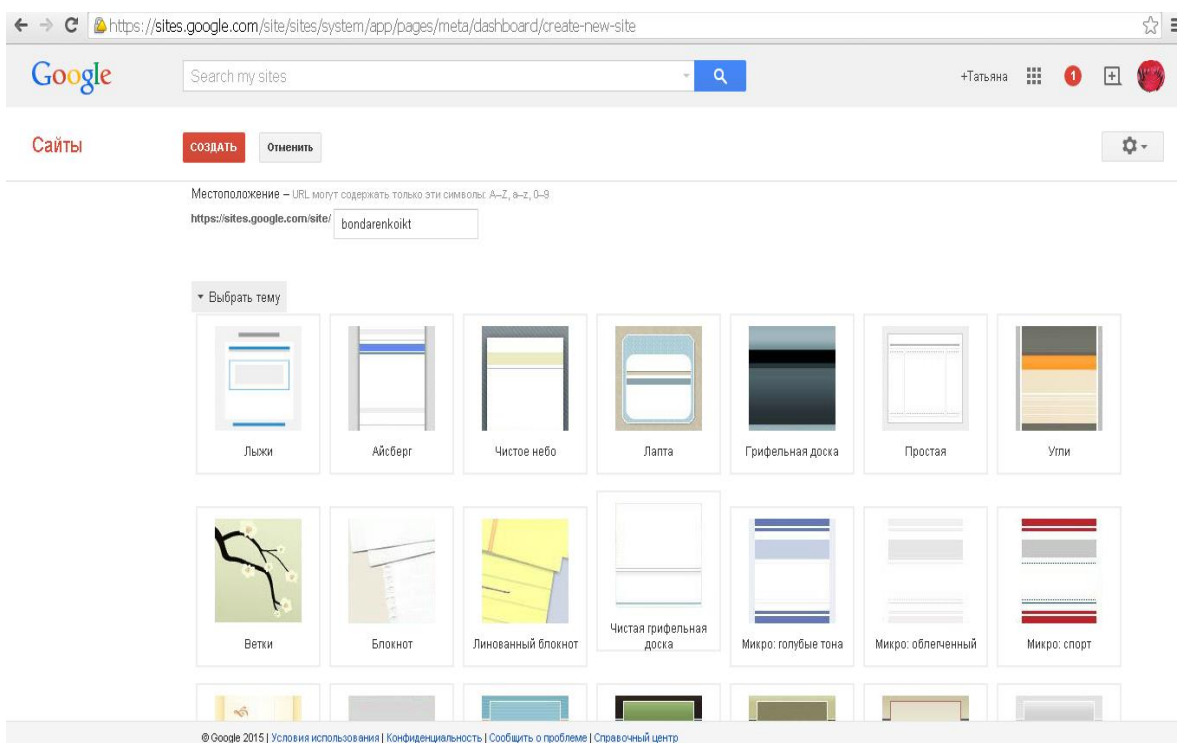 https://sites.google.com/site/sites/system/app/pages/meta/dashboard/create-new-site
Google
Search my sites
+Татьяна
1
Сайты
СОЗДАТЬ
Отменить
Местоположение – URL могут содержать только эти символы: A–Z, a–z, 0–9
https://sites.google.com/site/ bondarenkoikt
Выбрать тему
Лыжи Айсберг Чистое небо Лапта Грифельная доска Простая Угли
Ветки Блокнот Линованный блокнот Чистая грифельная
доска Микро: голубые тона Микро: облегченный Микро: спорт
© Google 2015 | Условия использования | Конфиденциальность | Сообщить о проблеме | Справочный центр